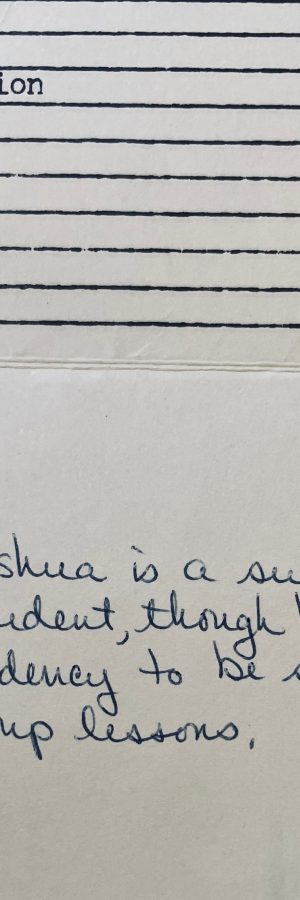 ion
shua is a su
udent, though
dency to be s
up lessons.